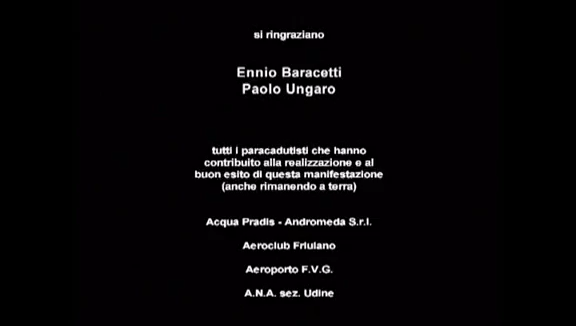 si ringraziano
Ennio Baracetti
Paolo Ungaro
tutti i paracadutisti che hanno
contribuito alla realizzazione e al
buon esito di questa manifestazione
(anche rimanendo a terra)
Acqua Pradis - Andromeda S.r.l.
Aeroclub Friulano
Aeroporto F.V.G.
A.N.A. sez. Udine